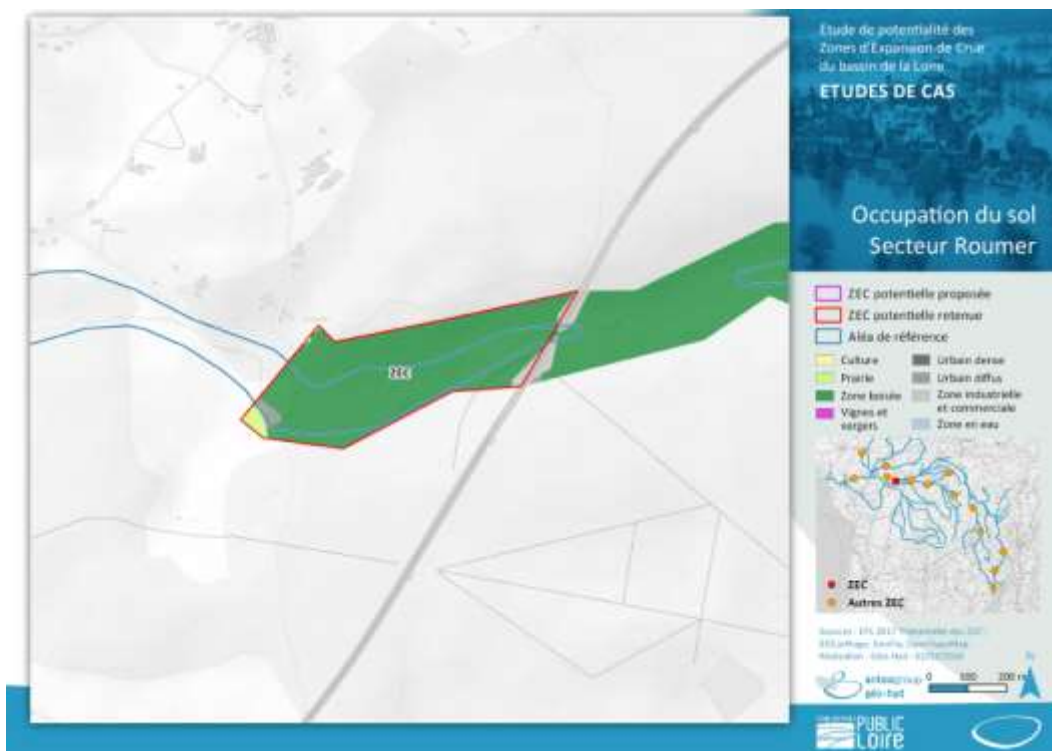 Etude de potentialité des
Zones d'Expansion de Crue
du bassin de la Loire
ETUDES DE CAS
Occupation du sol
Secteur Roumer
ZEC potentielle proposée
ZEC potentielle retenue
Aléa de référence
Culture
Prairie
Zone boisée
Vignes et
vergers
Urbain dense
Urbain diffus
Zone industrielle
et commerciale
Zone en eau
ZEC
ZEC
Autres ZEC
0 100 200 m
PUBLIC
LOIRE